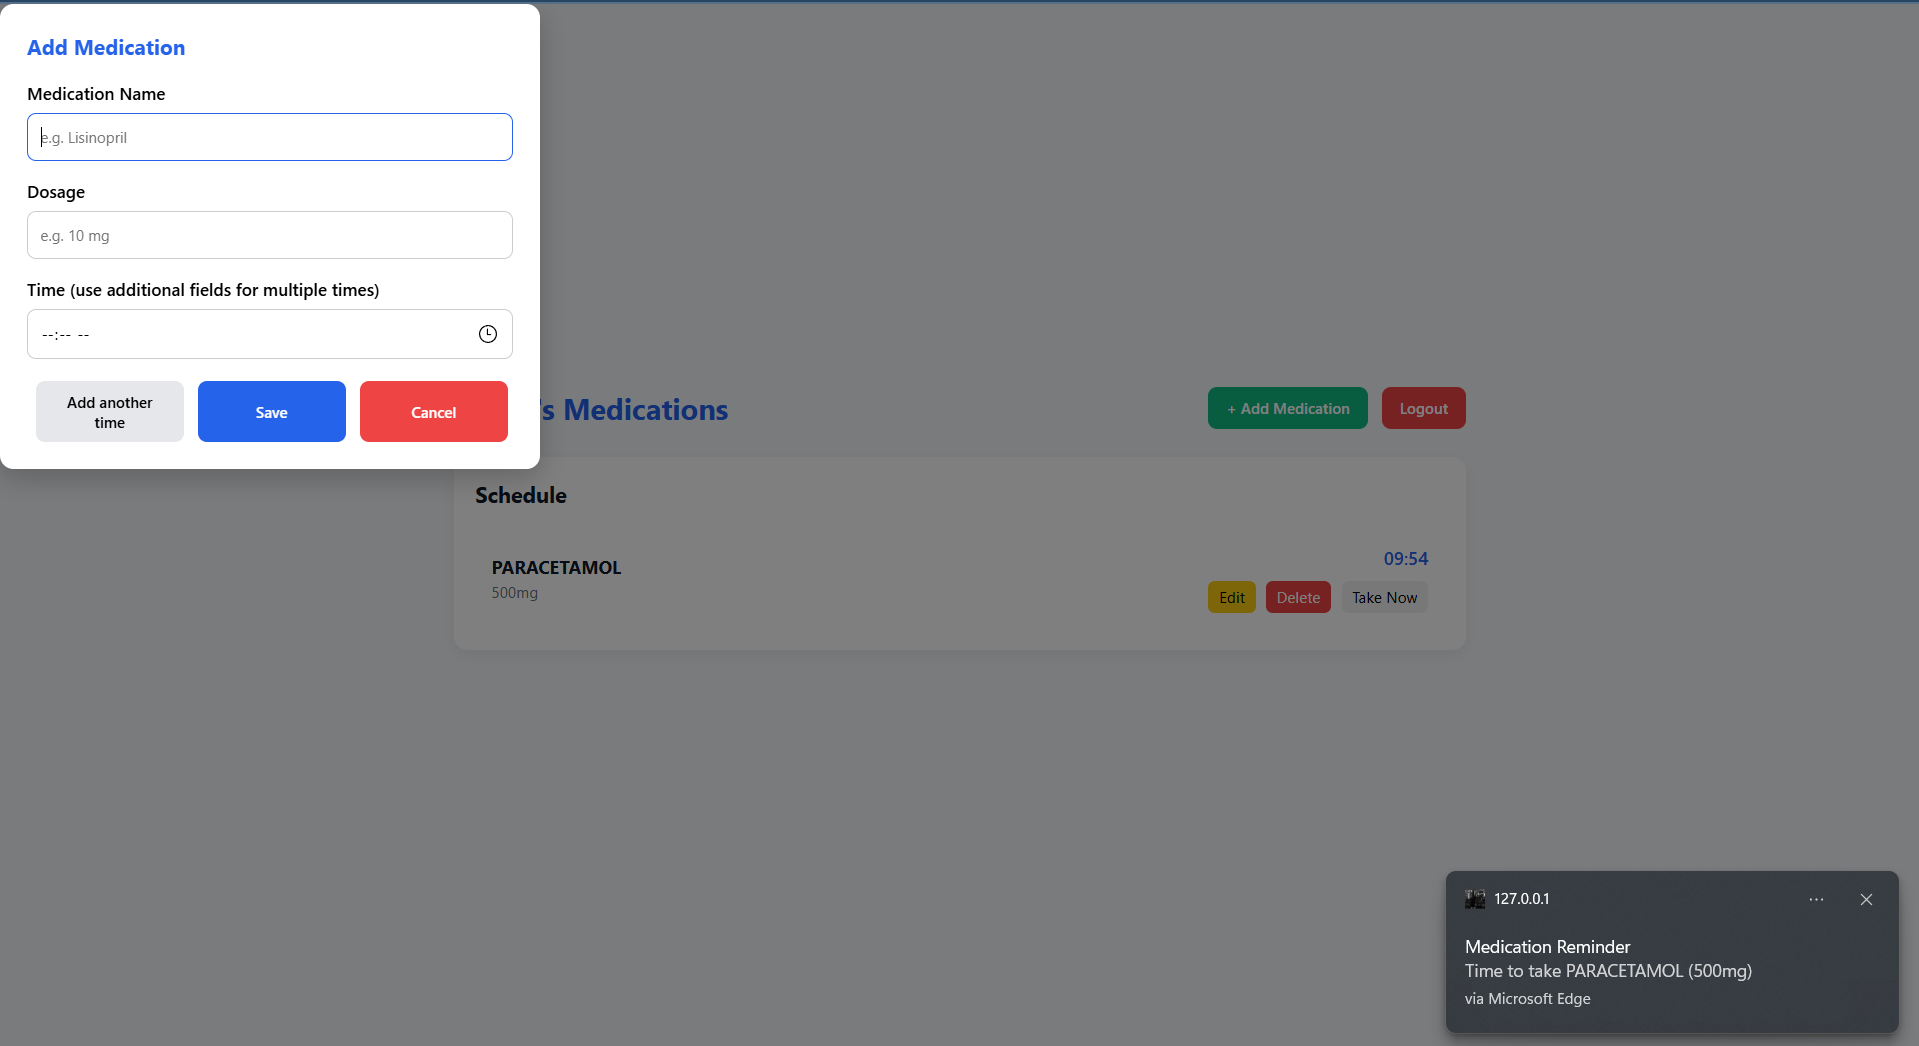 Add Medication
Medication Name
e.g. Lisinopril
Dosage
e.g. 10 mg
Time (use additional fields for multiple times)
--:-- --
Add another
time
Save
Cancel
's Medications
+ Add Medication
Logout
Schedule
PARACETAMOL
500mg
09:54
Edit
Delete
Take Now
127.0.0.1
Medication Reminder
Time to take PARACETAMOL (500mg)
via Microsoft Edge